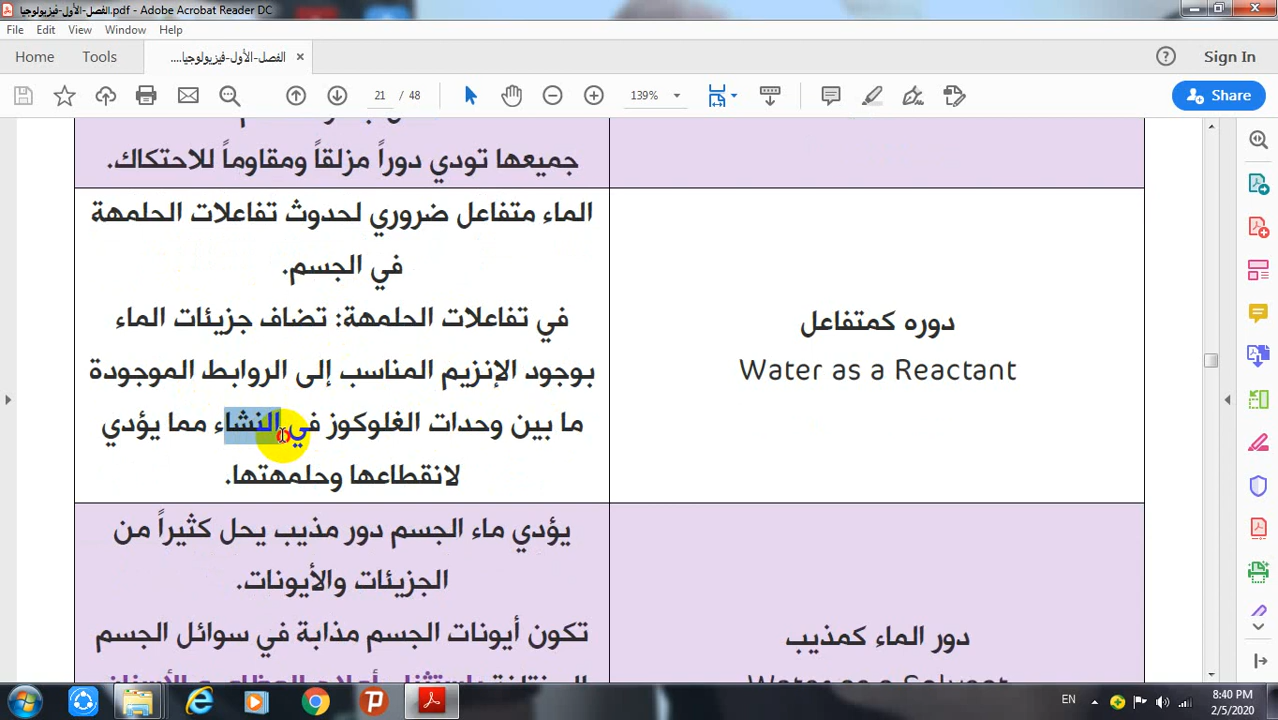 الفصل-الأول-فيزيولوجيا.pdf - Adobe Acrobat Reader DC
File Edit View Window Help
Home Tools الفصل-الأول-فيزيولوجيا.... × Sign In
21 / 48 139% Share
جميعها تودي دوراً مزلقاً ومقاوماً للاحتكاك.
دوره كمتفاعل
Water as a Reactant
الماء متفاعل ضروري لحدوث تفاعلات الحلمهة
في الجسم.
في تفاعلات الحلمهة: تضاف جزيئات الماء
بوجود الإنزيم المناسب إلى الروابط الموجودة
ما بين وحدات الغلوكوز في النشاء مما يؤدي
لانقطاعها وحلمهتها.
دور الماء كمذيب
Water as a Solvent
يؤدي ماء الجسم دور مذيب يحل كثيراً من
الجزيئات والأيونات.
تكون أيونات الجسم مذابة في سوائل الجسم
EN 8:40 PM
2/5/2020